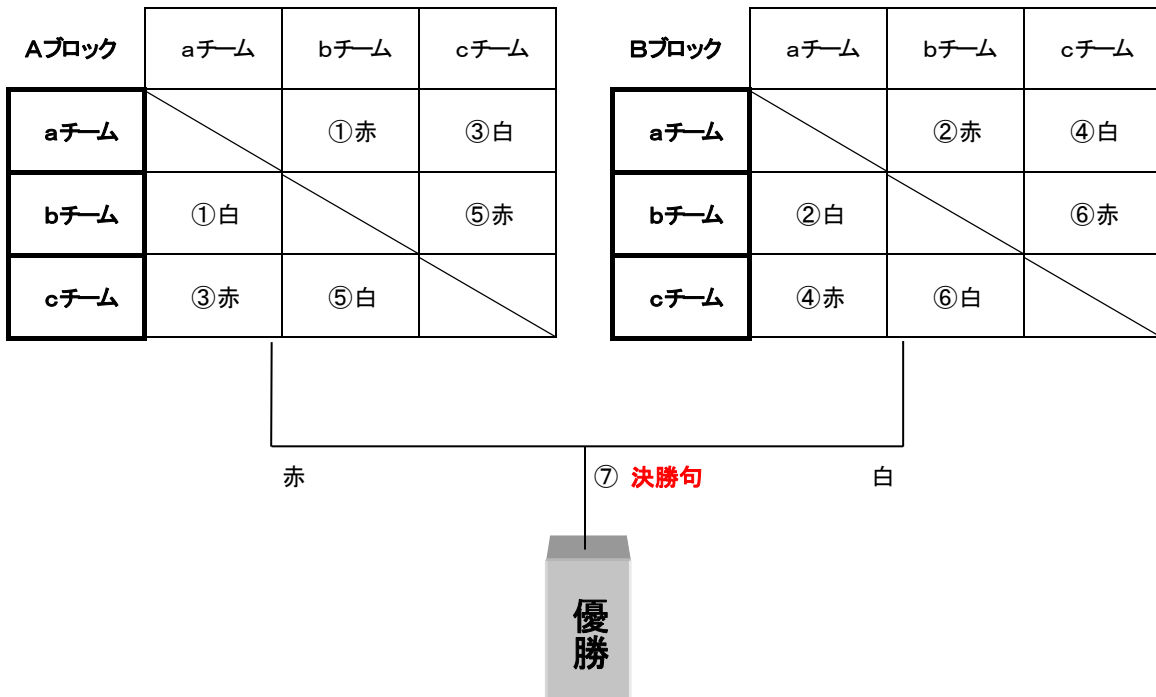 Aブロック aチーム bチーム cチーム
aチーム ①赤 ③白
bチーム ①白 ⑤赤
cチーム ③赤 ⑤白
Bブロック aチーム bチーム cチーム
aチーム ②赤 ④白
bチーム ②白 ⑥赤
cチーム ④赤 ⑥白
赤 ⑦ 決勝句 白
優勝